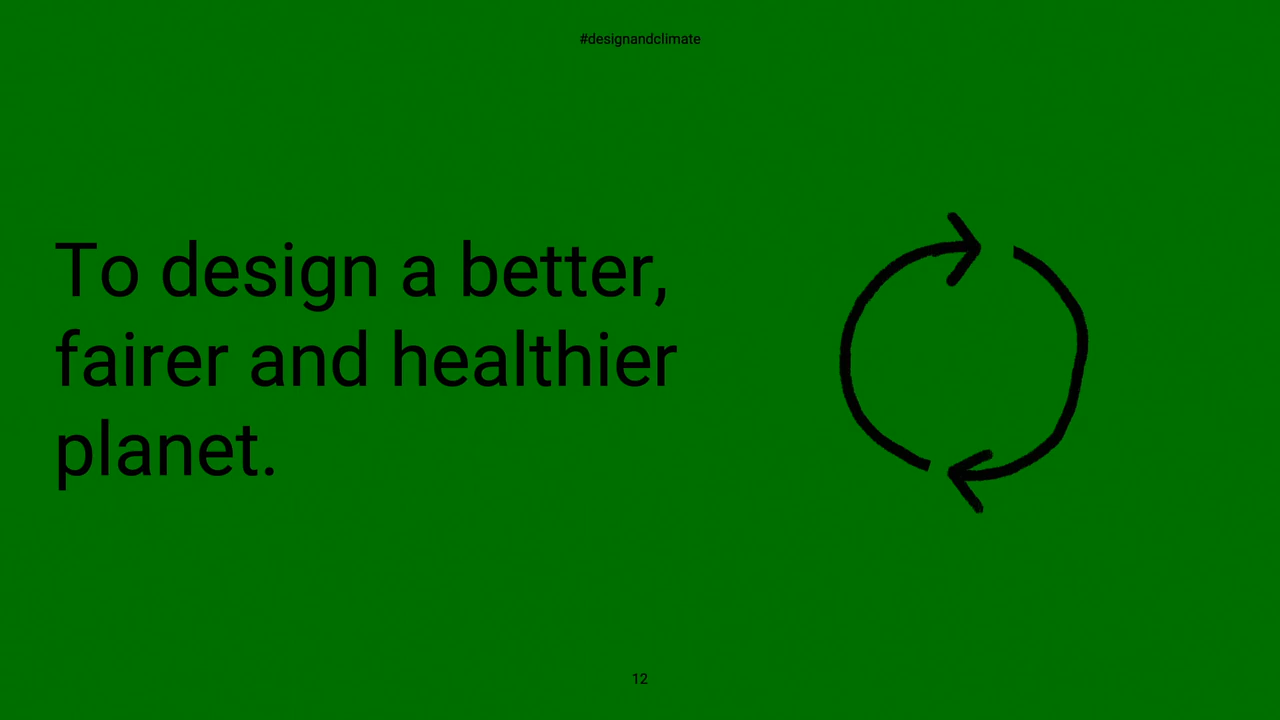 #designandclimate
To design a better,
fairer and healthier
planet.
12